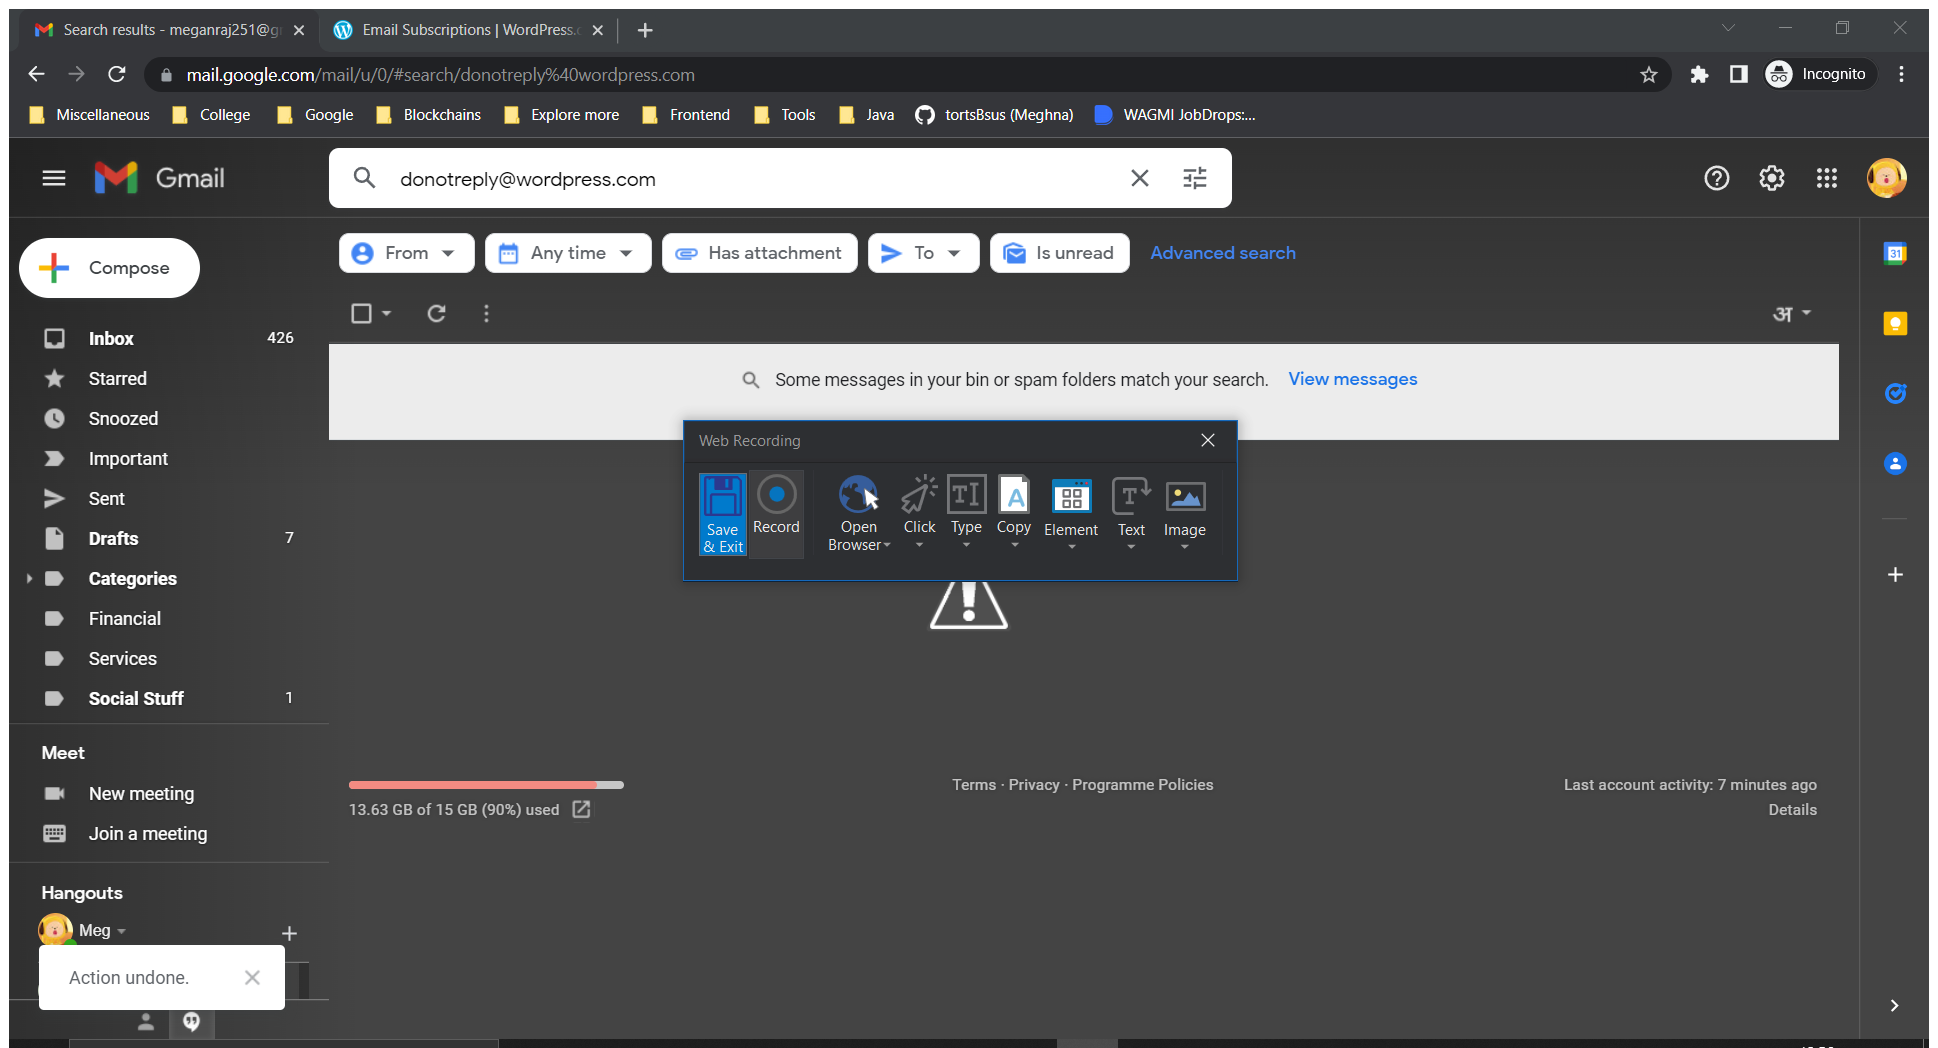 Search results - meganraj251@g
Email Subscriptions | WordPress.c
mail.google.com/mail/u/0/#search/donotreply%40wordpress.com
Incognito
Miscellaneous College Google Blockchains Explore more Frontend Tools Java tortsBsus (Meghna) WAGMI JobDrops:...
Gmail
donotreply@wordpress.com
Compose
From Any time Has attachment To Is unread Advanced search
अ
Some messages in your bin or spam folders match your search. View messages
Inbox 426
Starred
Snoozed
Important
Sent
Drafts 7
Categories
Financial
Services
Social Stuff 1
Meet
New meeting
Join a meeting
Hangouts
Meg
Action undone.
Web Recording
Save & Exit
Record
Open Browser
Click
Type
Copy
Element
Text
Image
13.63 GB of 15 GB (90%) used
Terms · Privacy · Programme Policies
Last account activity: 7 minutes ago
Details
31